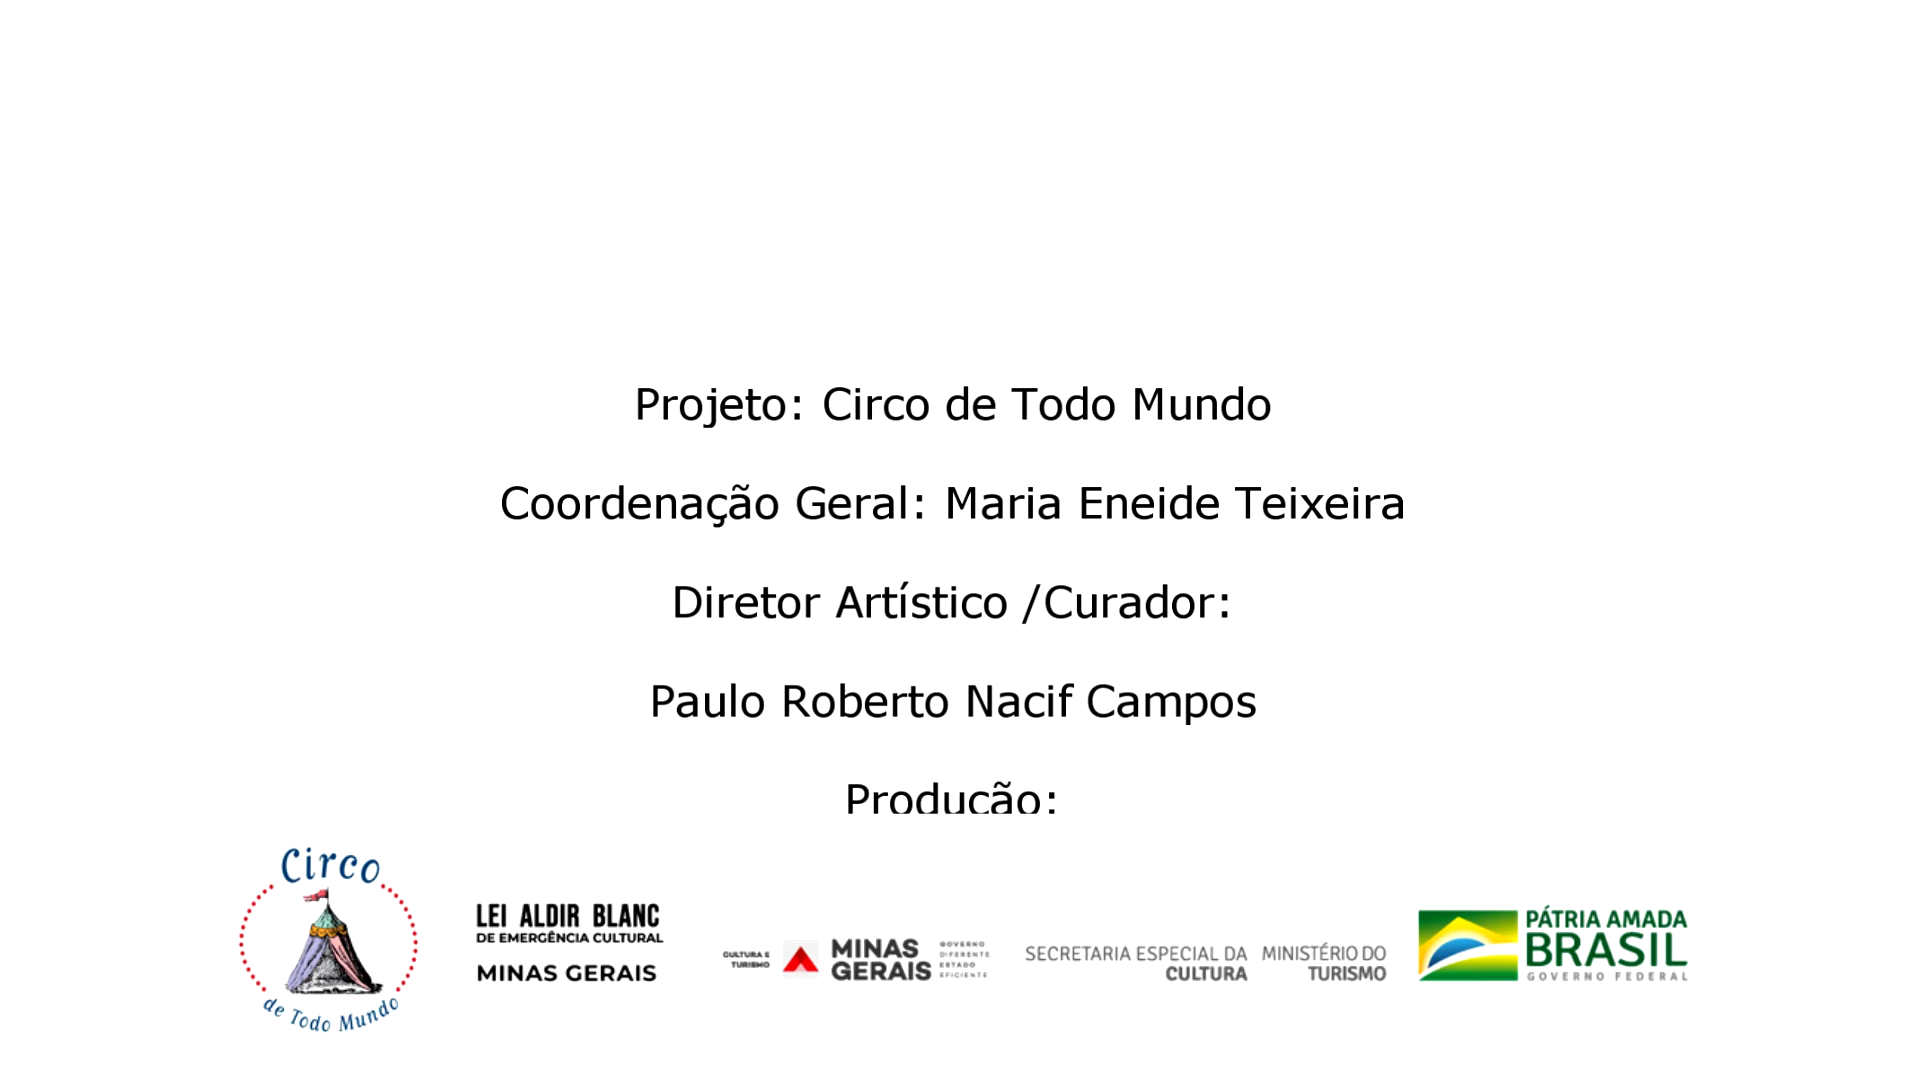 Projeto: Circo de Todo Mundo
Coordenação Geral: Maria Eneide Teixeira
Diretor Artístico /Curador:
Paulo Roberto Nacif Campos
Produção:
Circo
de Todo Mundo
LEI ALDIR BLANC
DE EMERGÊNCIA CULTURAL
MINAS GERAIS
CULTURA E
TURISMO
MINAS
GERAIS
GOVERNO
DIFERENTE
ESTADO
EFICIENTE
SECRETARIA ESPECIAL DA
CULTURA
MINISTÉRIO DO
TURISMO
PÁTRIA AMADA
BRASIL
GOVERNO FEDERAL